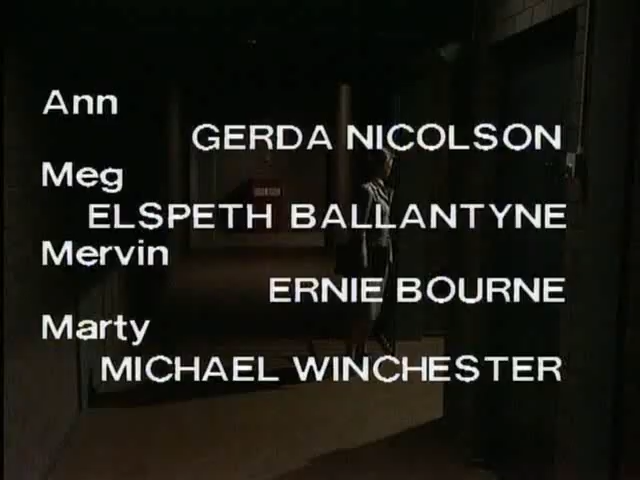 Ann
GERDA NICOLSON
Meg
ELSPETH BALLANTYNE
Mervin
ERNIE BOURNE
Marty
MICHAEL WINCHESTER